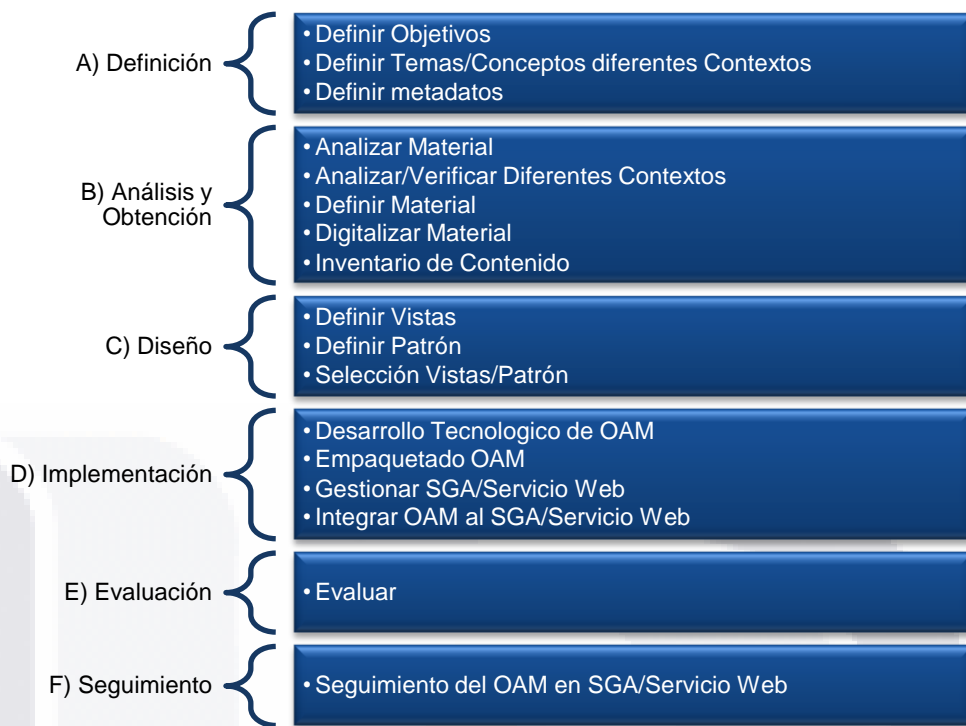 A) Definición
• Definir Objetivos
• Definir Temas/Conceptos diferentes Contextos
• Definir metadatos
B) Análisis y
Obtención
• Analizar Material
• Analizar/Verificar Diferentes Contextos
• Definir Material
• Digitalizar Material
• Inventario de Contenido
C) Diseño
• Definir Vistas
• Definir Patrón
• Selección Vistas/Patrón
D) Implementación
• Desarrollo Tecnologico de OAM
• Empaquetado OAM
• Gestionar SGA/Servicio Web
• Integrar OAM al SGA/Servicio Web
E) Evaluación
• Evaluar
F) Seguimiento
• Seguimiento del OAM en SGA/Servicio Web